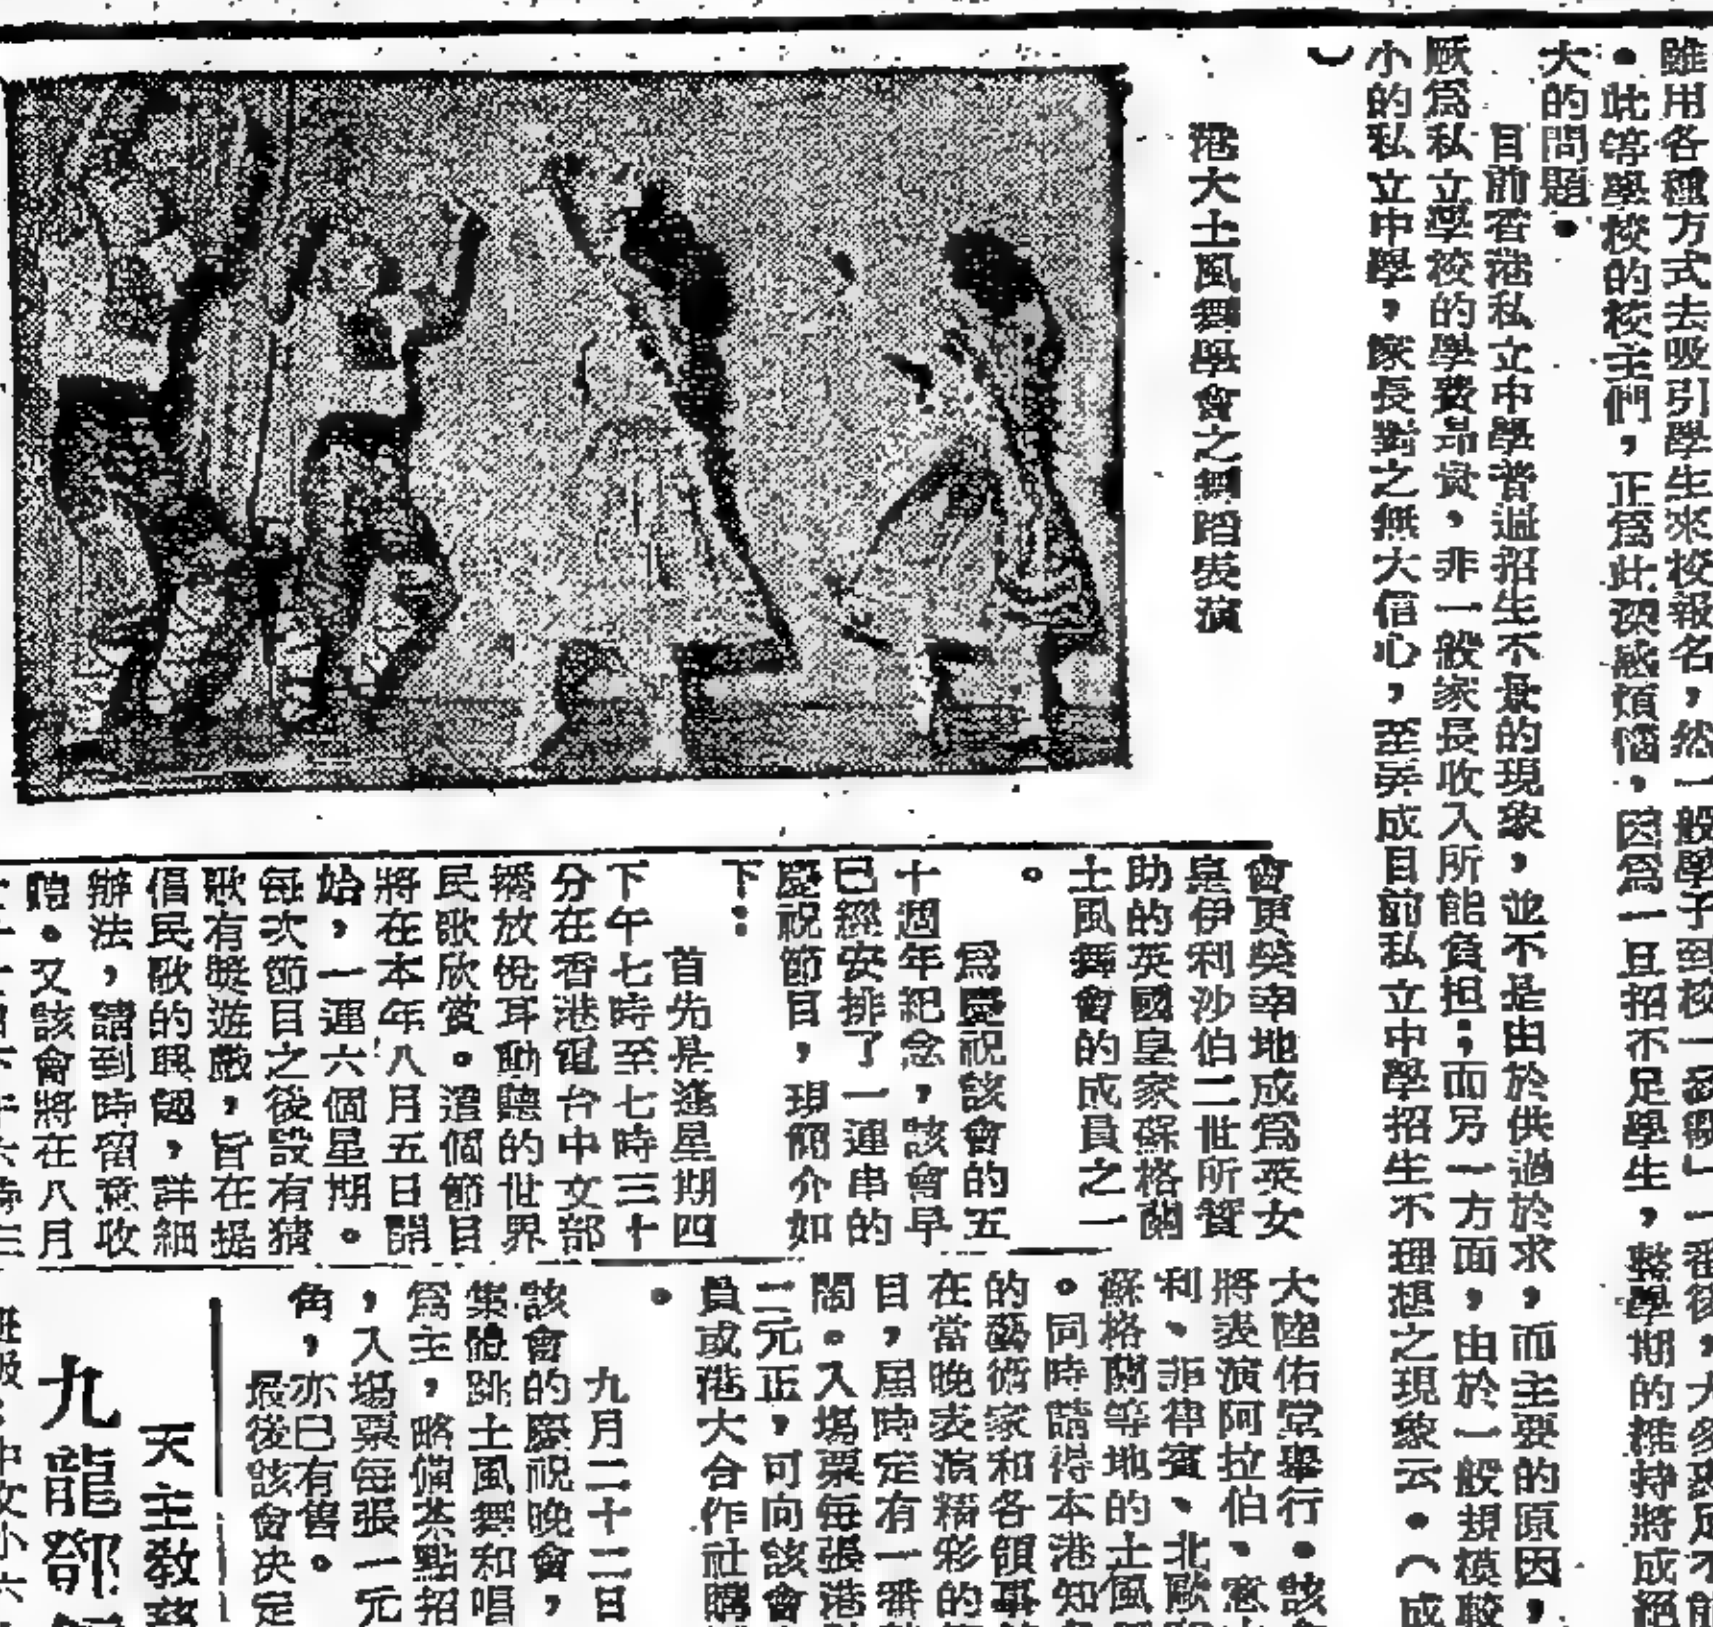 雖用各種方式去吸引學生來校報名，然一般學子到校一
番後，大多
•此等學校的校主們，正爲此深感煩惱，因爲一旦招不足學生，整學期的維持將成絕
大的問題•
目前香港私立中學普遍招生不景的現象，並不是由於供過於求，而主要的原因，
厥爲私立學校的學費昂貴，非一般家長收入所能負担；而另一方面，由於一般規模較
小的私立中學，家長對之無大信心，至弄成目前私立中學招生不理想之現象云•（成
）
港大土風舞學會之舞蹈表演
會更榮幸地成爲英女
皇伊利沙伯二世所贊
助的英國皇家蘇格蘭
土風舞會的成員之一
。
爲慶祝該會的五
十週年紀念，該會早
已經安排了一連串的
慶祝節目，現簡介如
下：
首先是逢星期四
下午七時至七時三十
分在香港電台中文部
播放悅耳動聽的世界
民歌欣賞。這個節目
將在本年八月五日開
始，一連六個星期。
每次節目之後設有猜
歌有獎遊戲，旨在提
倡民歌的興趣，詳細
辦法，請到時留意收
聽。又該會將在八月
大陸佑堂舉行•該
將表演阿拉伯、意
利、菲律賓、北歐
蘇格蘭等地的土風
。同時請得本港知
的藝術家和各領事
在當晚表演精彩的
目，屆時定有一番
鬧。入塲票每張港
二元正，可向該會
員或港大合作社購
。
九月二十二日
該會的慶祝晚會，
集體跳土風舞和唱
爲主，略備茶點招
，入塲票每張一元
角，亦已有售。
最後該會决定
天主教
九龍鄧